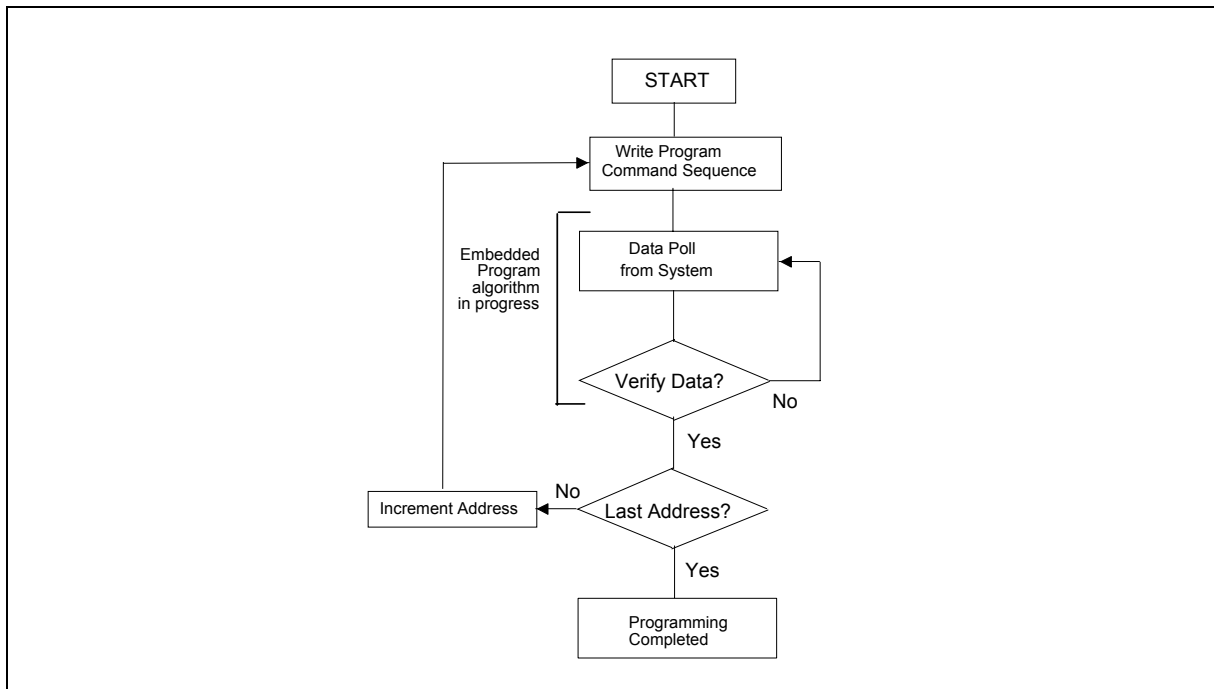 START
Write Program
Command Sequence
Data Poll
from System
Embedded
Program
algorithm
in progress
Verify Data?
No
Yes
No
Increment Address
Last Address?
Yes
Programming
Completed